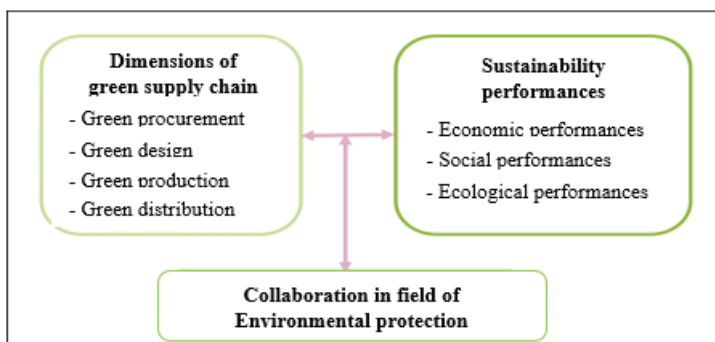 Dimensions of
green supply chain
- Green procurement
- Green design
- Green production
- Green distribution
Sustainability
performances
- Economic performances
- Social performances
- Ecological performances
Collaboration in field of
Environmental protection